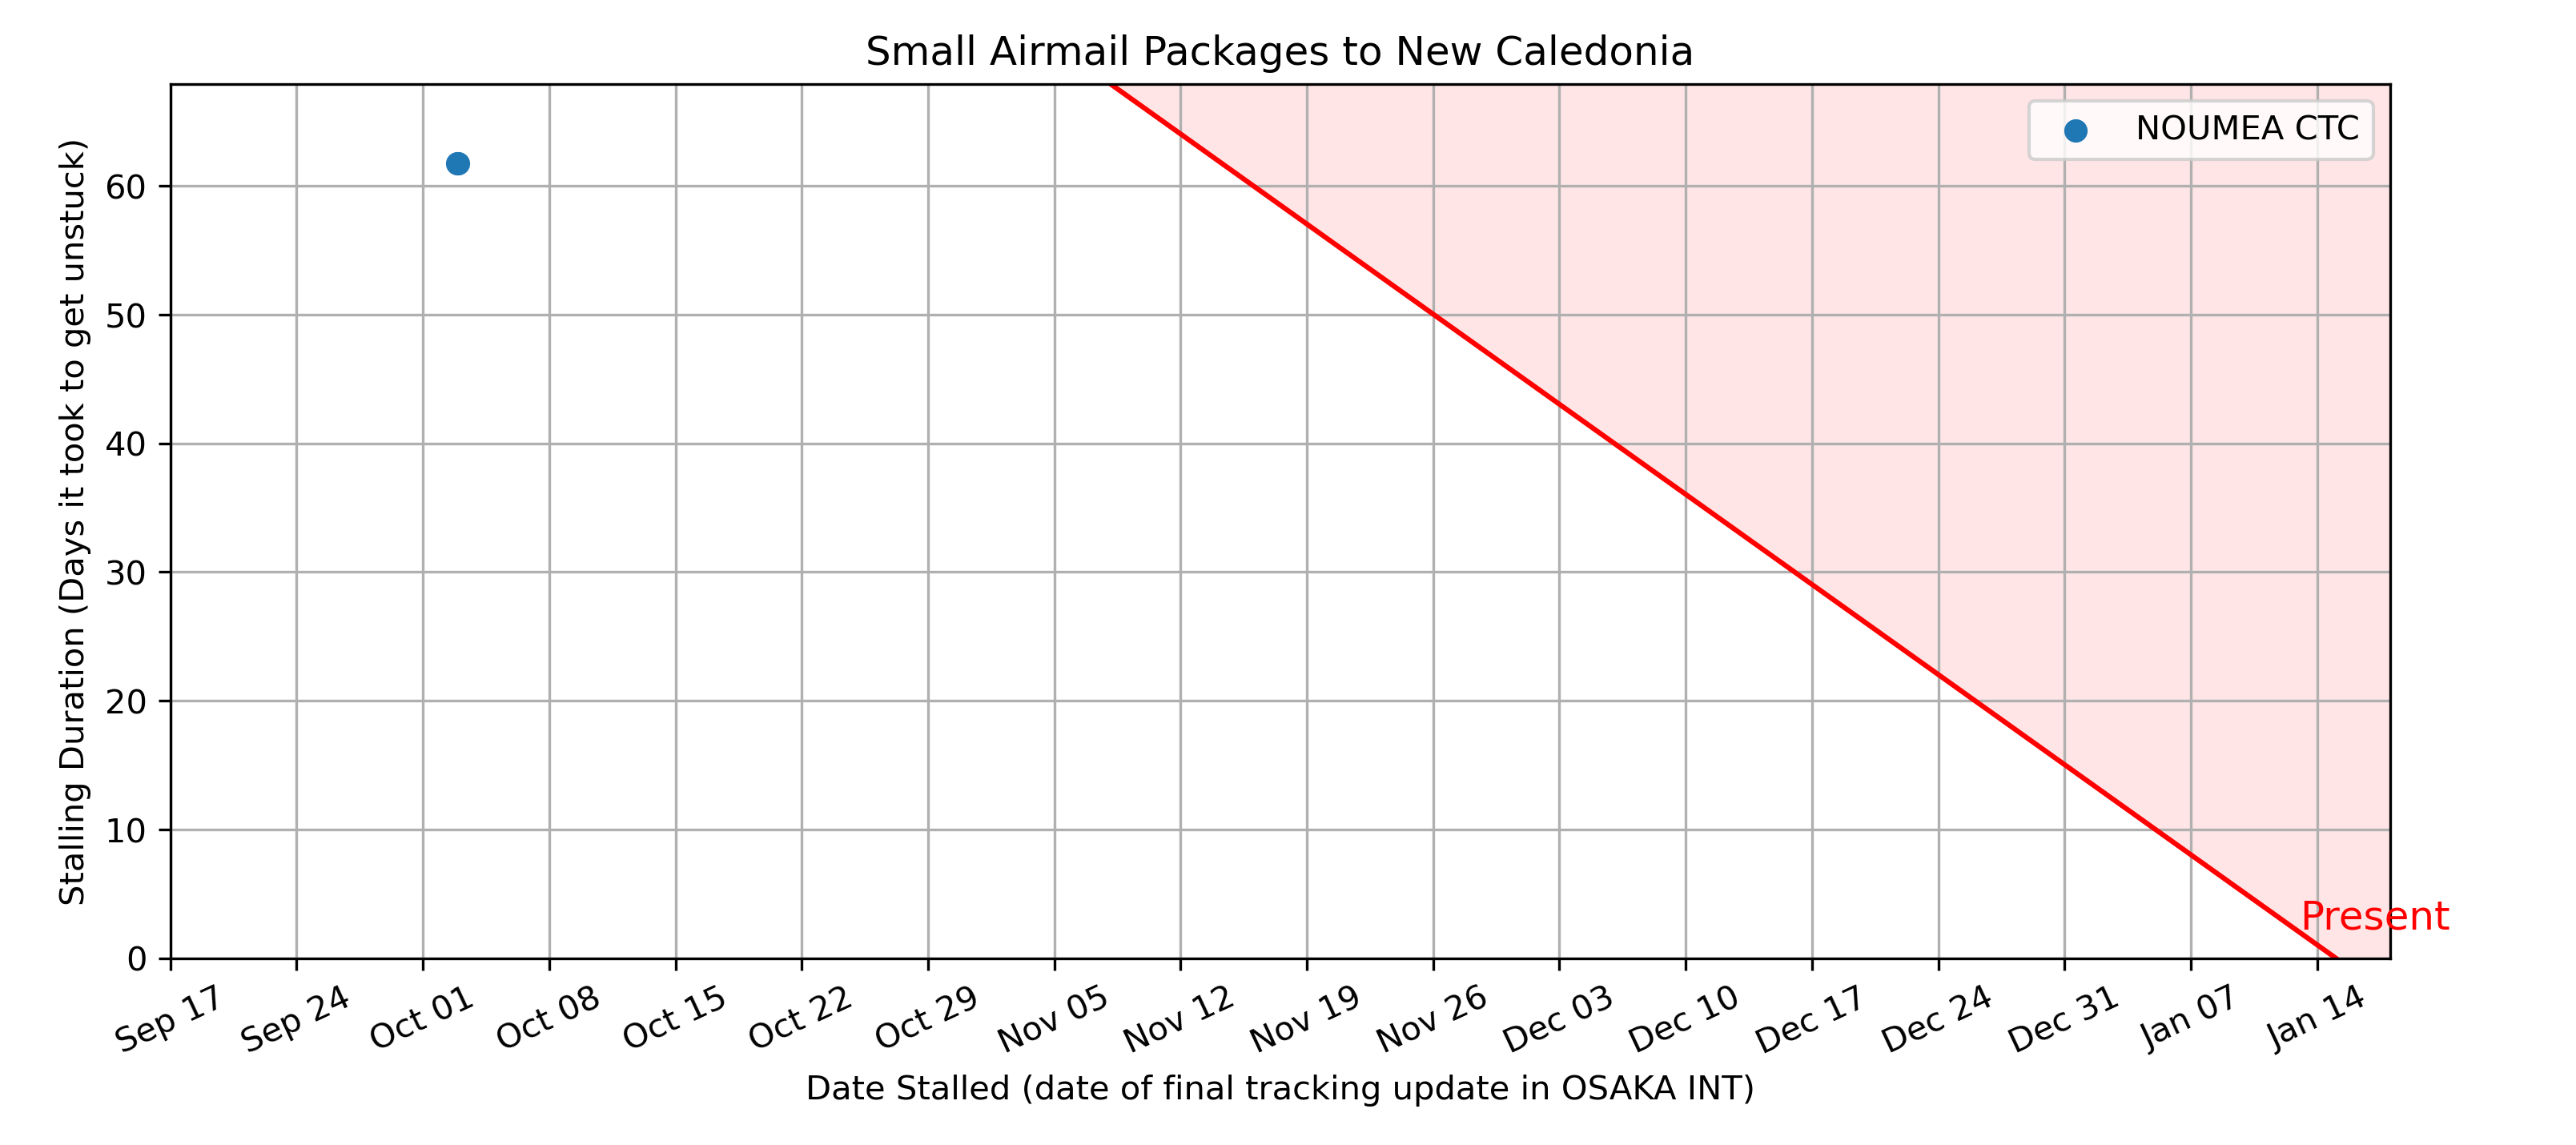 Small Airmail Packages to New Caledonia
NOUMEA CTC
Stalling Duration (Days it took to get unstuck)
60
50
40
30
20
10
0
Present
Sep 17 Sep 24 Oct 01 Oct 08 Oct 15 Oct 22 Oct 29 Nov 05 Nov 12 Nov 19 Nov 26 Dec 03 Dec 10 Dec 17 Dec 24 Dec 31 Jan 07 Jan 14
Date Stalled (date of final tracking update in OSAKA INT)